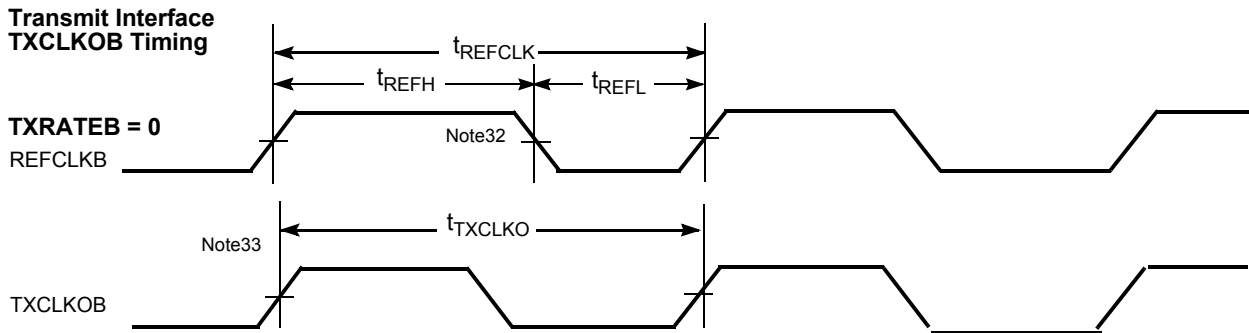 Transmit Interface
TXCLKOB Timing
tREFCLK
tREFH
tREFL
TXRATEB = 0
Note32
REFCLKB
tTXCLKO
Note33
TXCLKOB